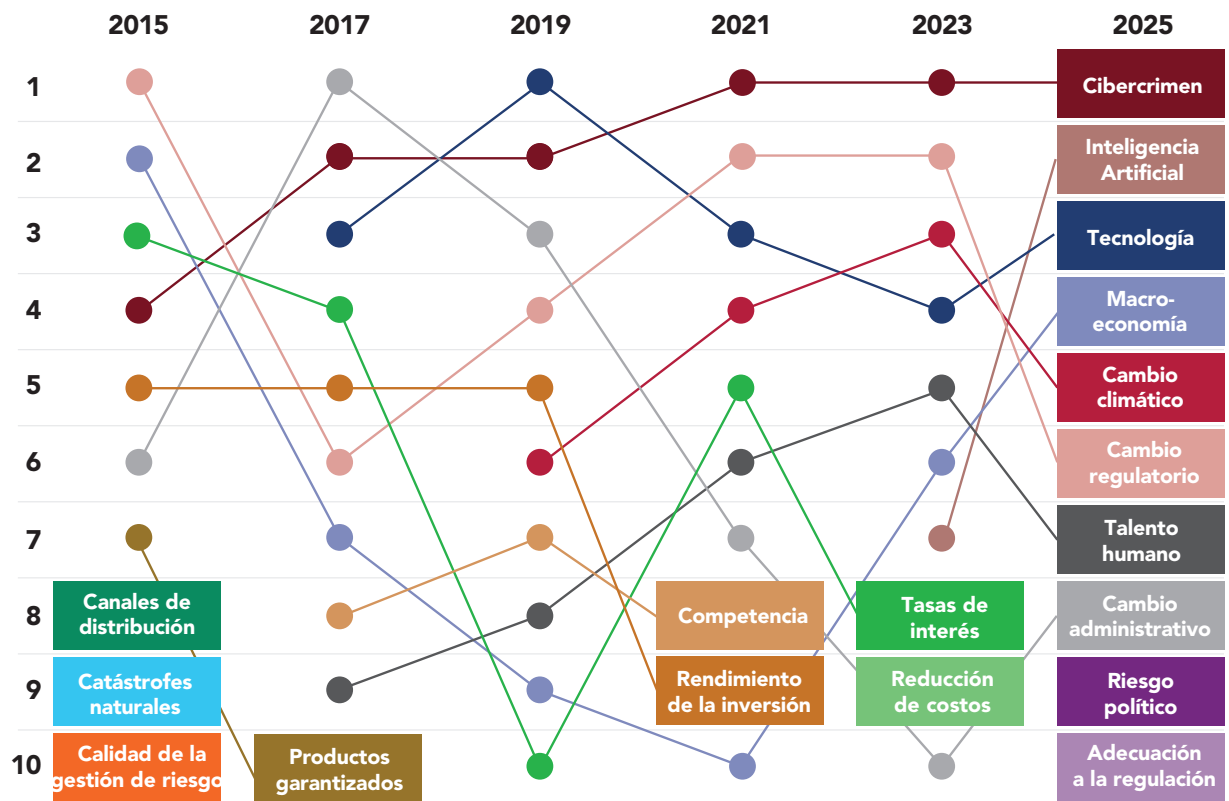 2015 2017 2019 2021 2023 2025
1
Cibercrimen
2
Inteligencia
Artificial
3
Tecnología
4
Macro-
economía
5
Cambio
climático
6
Cambio
regulatorio
7
Talento
humano
8
Canales de
distribución
Competencia
Tasas de
interés
Cambio
administrativo
9
Catástrofes
naturales
Rendimiento
de la inversión
Reducción
de costos
Riesgo
político
10
Calidad de la
gestión de riesgo
Productos
garantizados
Adecuación
a la regulación